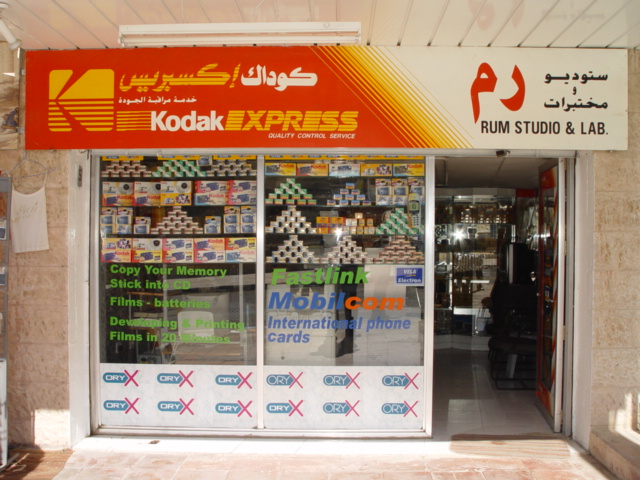 كوداك إكسبريس
خدمة مراقبة الجودة
Kodak EXPRESS
QUALITY CONTROL SERVICE
رم
ستوديو
و
مختبرات
RUM STUDIO & LAB.
Copy Your Memory
Stick into CD
Films - batteries
Developing & Printing
Films in 20 Minutes
Fastlink
Mobilcom
International phone
cards
VISA
Electron
ORYX ORYX ORYX ORYX ORYX ORYX
ORYX ORYX ORYX ORYX ORYX ORYX